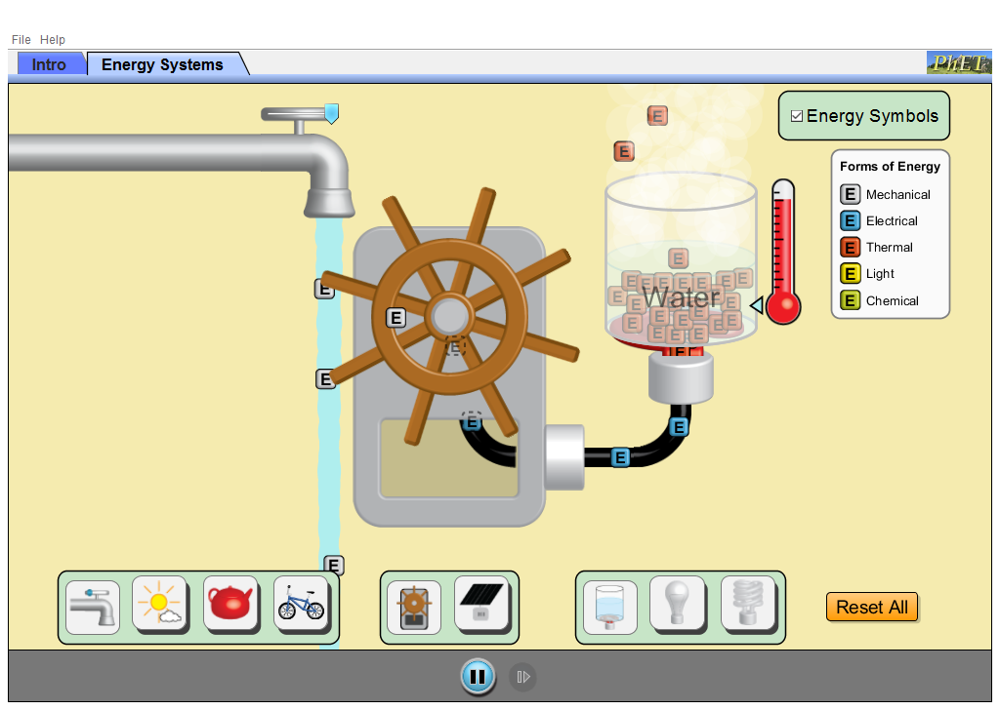 File Help
Intro
Energy Systems
PhET
Energy Symbols
Forms of Energy
E Mechanical
E Electrical
E Thermal
E Light
E Chemical
E
E
E
E
E
E
E
E
E
E
E
E
Water
Reset All